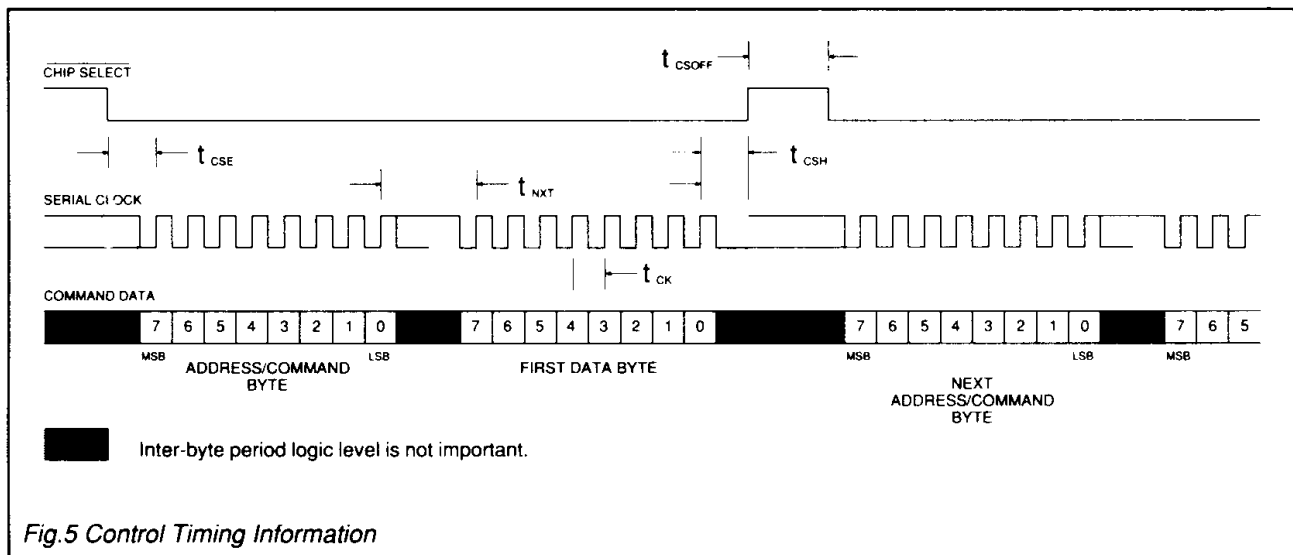 t CSOFF
CHIP SELECT
t CSE
t CSH
t NXT
SERIAL CLOCK
t CK
COMMAND DATA
7 6 5 4 3 2 1 0 7 6 5 4 3 2 1 0 7 6 5 4 3 2 1 0 7 6 5
MSB LSB MSB LSB MSB
ADDRESS/COMMAND
BYTE
FIRST DATA BYTE
NEXT
ADDRESS/COMMAND
BYTE
Inter-byte period logic level is not important.
Fig.5 Control Timing Information